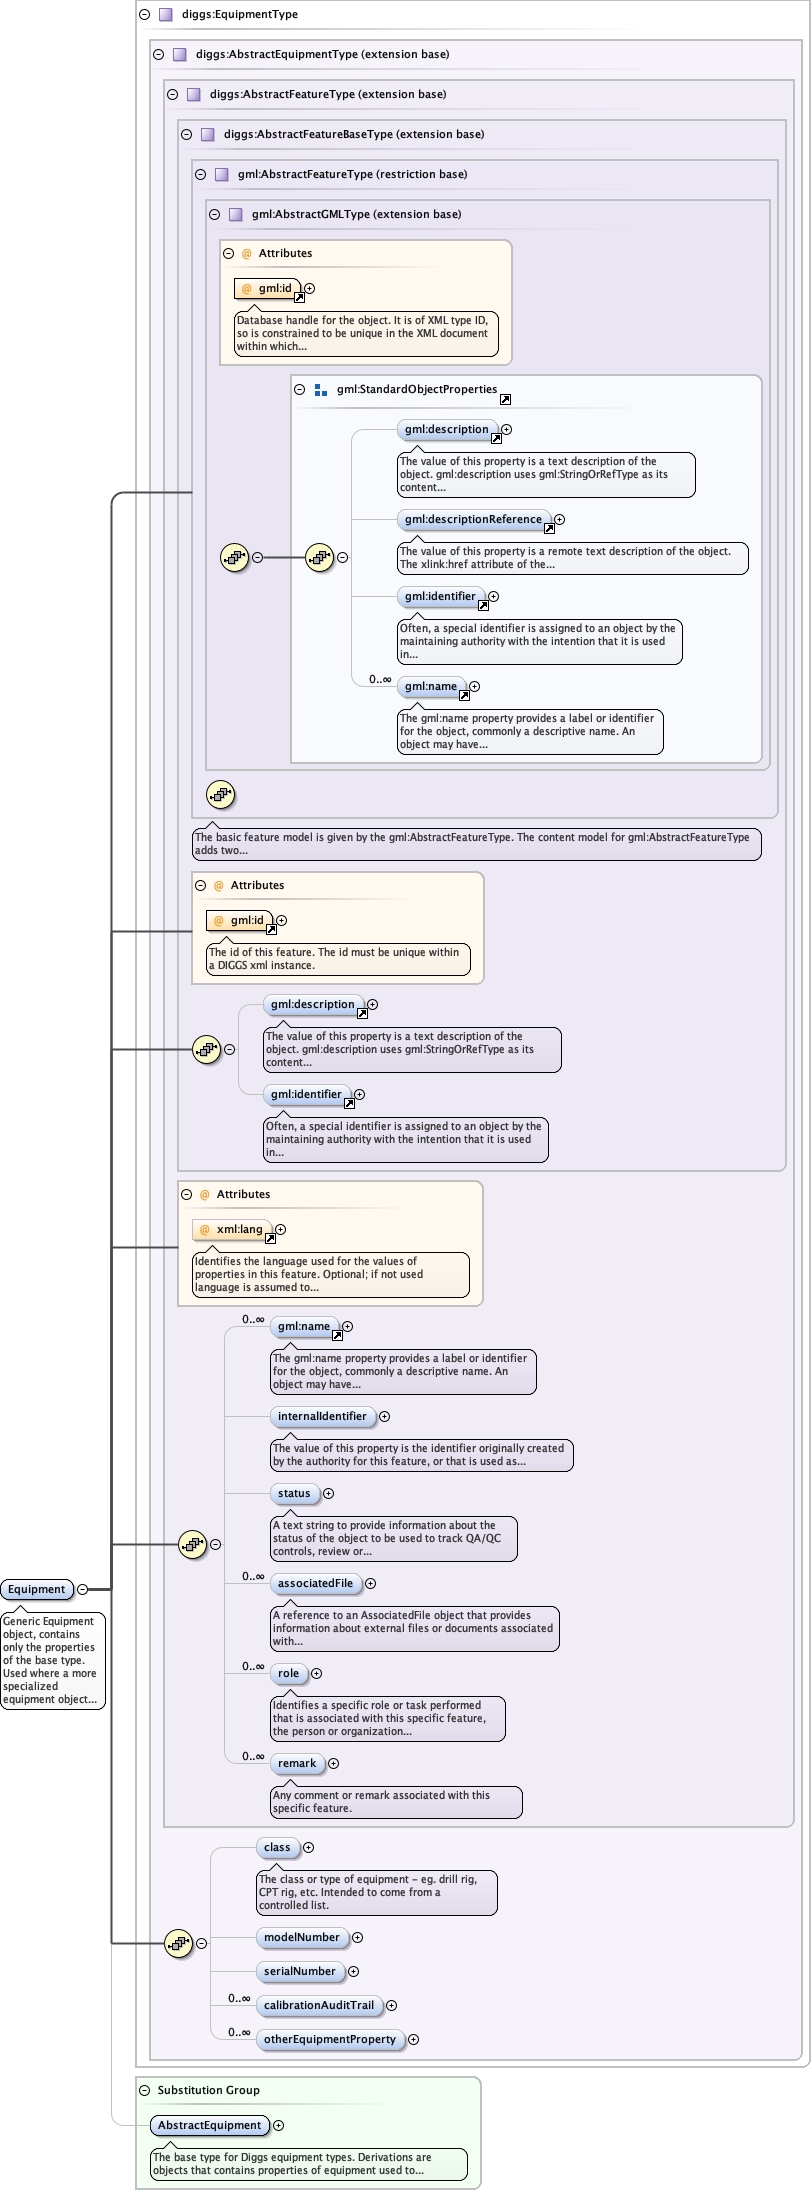 diggs:EquipmentType
diggs:AbstractEquipmentType (extension base)
diggs:AbstractFeatureType (extension base)
diggs:AbstractFeatureBaseType (extension base)
gml:AbstractFeatureType (restriction base)
gml:AbstractGMLType (extension base)
@ Attributes
@ gml:id
Database handle for the object. It is of XML type ID,
so is constrained to be unique in the XML document
within which...
gml:StandardObjectProperties
gml:description
The value of this property is a text description of the
object. gml:description uses gml:StringOrRefType as its
content...
gml:descriptionReference
The value of this property is a remote text description of the object.
The xlink:href attribute of the...
gml:identifier
Often, a special identifier is assigned to an object by the
maintaining authority with the intention that it is used
in...
0..∞
gml:name
The gml:name property provides a label or identifier
for the object, commonly a descriptive name. An
object may have...
The basic feature model is given by the gml:AbstractFeatureType. The content model for gml:AbstractFeatureType
adds two...
@ Attributes
@ gml:id
The id of this feature. The id must be unique within
a DIGGS xml instance.
gml:description
The value of this property is a text description of the
object. gml:description uses gml:StringOrRefType as its
content...
gml:identifier
Often, a special identifier is assigned to an object by the
maintaining authority with the intention that it is used
in...
@ Attributes
@ xml:lang
Identifies the language used for the values of
properties in this feature. Optional; if not used
language is assumed to...
0..∞
gml:name
The gml:name property provides a label or identifier
for the object, commonly a descriptive name. An
object may have...
internalIdentifier
The value of this property is the identifier originally created
by the authority for this feature, or that is used as...
status
A text string to provide information about the
status of the object to be used to track QA/QC
controls, review or...
0..∞
associatedFile
A reference to an AssociatedFile object that provides
information about external files or documents associated
with...
0..∞
role
Identifies a specific role or task performed
that is associated with this specific feature,
the person or organization...
0..∞
remark
Any comment or remark associated with this
specific feature.
Equipment
Generic Equipment
object, contains
only the properties
of the base type.
Used where a more
specialized
equipment object...
class
The class or type of equipment - eg. drill rig,
CPT rig, etc. Intended to come from a
controlled list.
modelNumber
serialNumber
0..∞
calibrationAuditTrail
0..∞
otherEquipmentProperty
Substitution Group
AbstractEquipment
The base type for Diggs equipment types. Derivations are
objects that contains properties of equipment used to...